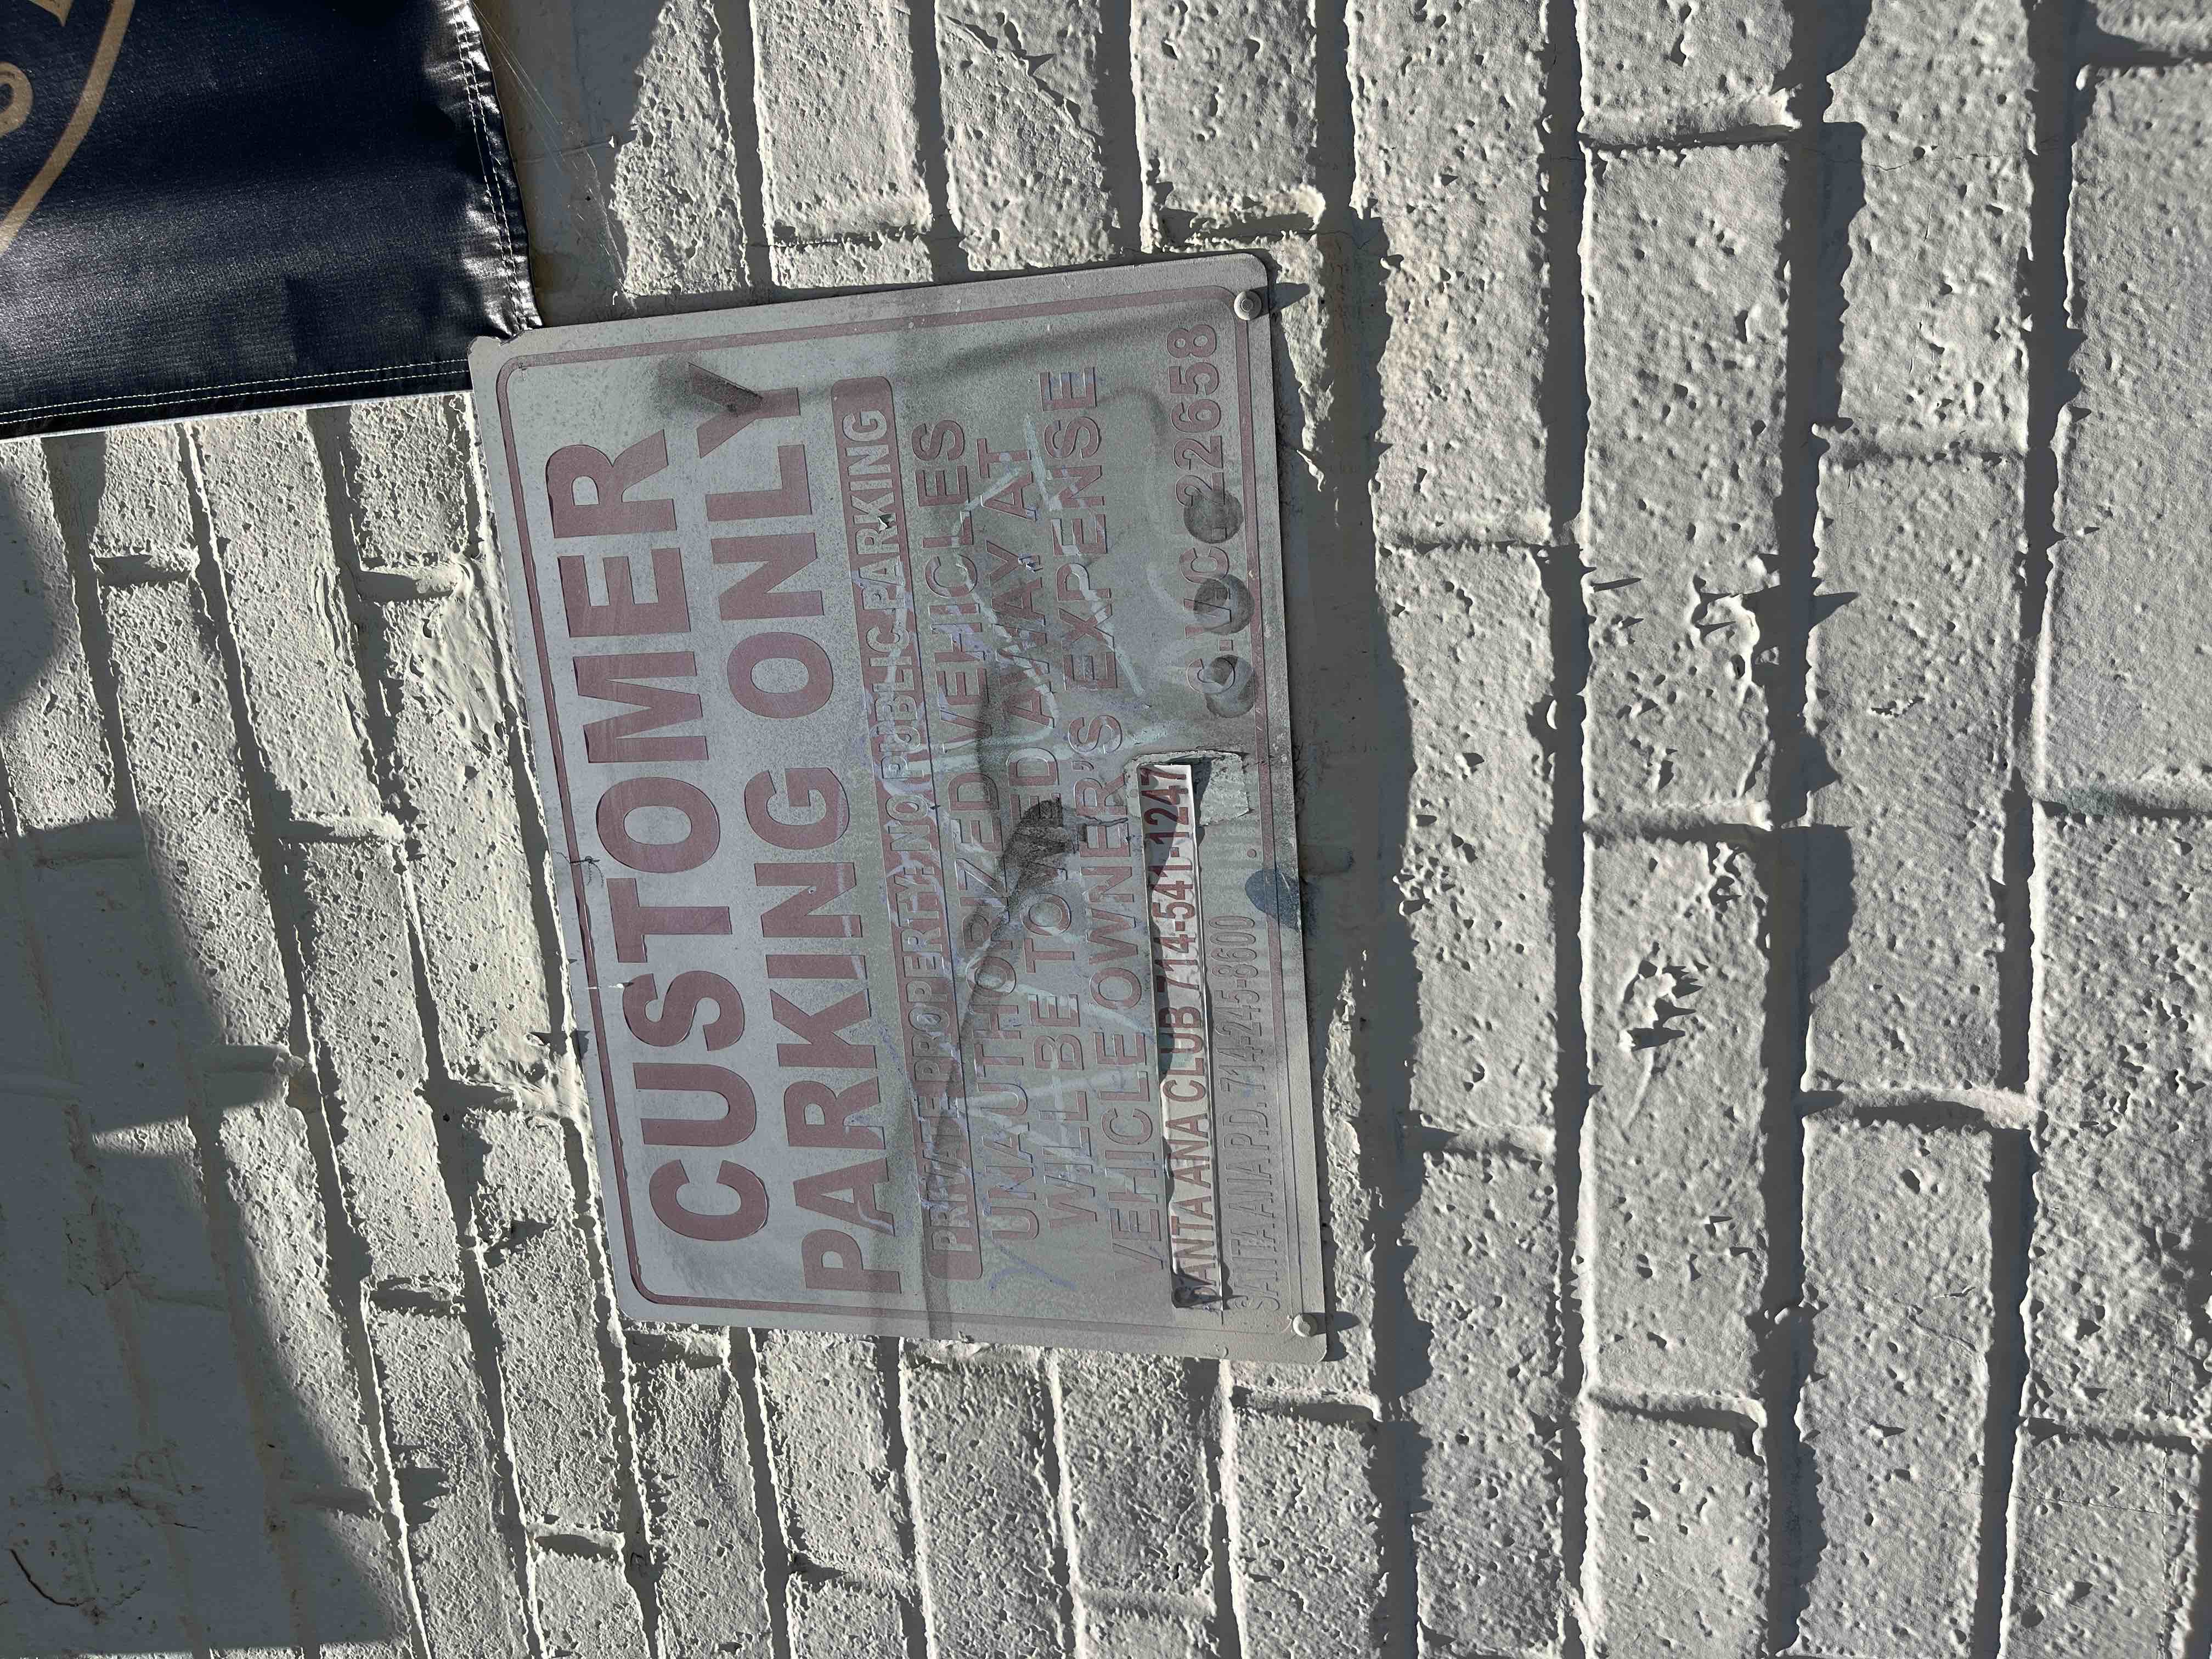 CUSTOMER
PARKING ONLY
PRIVATE PROPERTY: NO PUBLIC PARKING
UNAUTHORIZED VEHICLES
WILL BE TOWED AWAY AT
VEHICLE OWNER'S EXPENSE
SANTA ANA CLUB 714-541-1247
SANTA ANA P.D. 714-245-8600
C.V.C. 22658